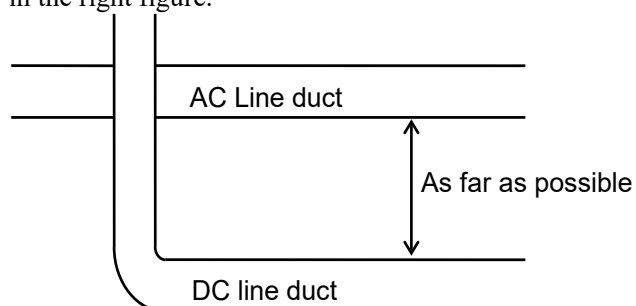 in the right figure.
AC Line duct
As far as possible
DC line duct